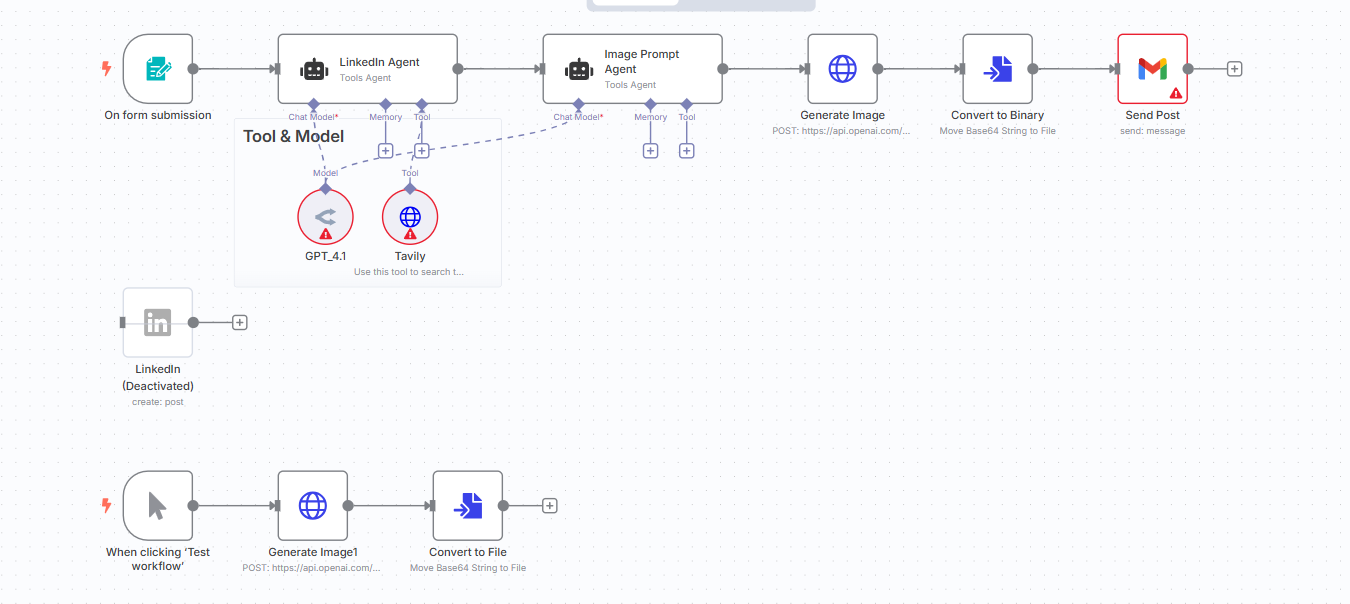 LinkedIn Agent
Tools Agent
Image Prompt
Agent
Tools Agent
On form submission
Chat Model*
Memory
Tool
Chat Model*
Memory
Tool
Generate Image
POST: https://api.openai.com/...
Convert to Binary
Move Base64 String to File
Send Post
send: message
Tool & Model
Model
Tool
GPT_4.1
Tavily
Use this tool to search t...
in
LinkedIn
(Deactivated)
create: post
When clicking ‘Test
workflow’
Generate Image1
POST: https://api.openai.com/...
Convert to File
Move Base64 String to File